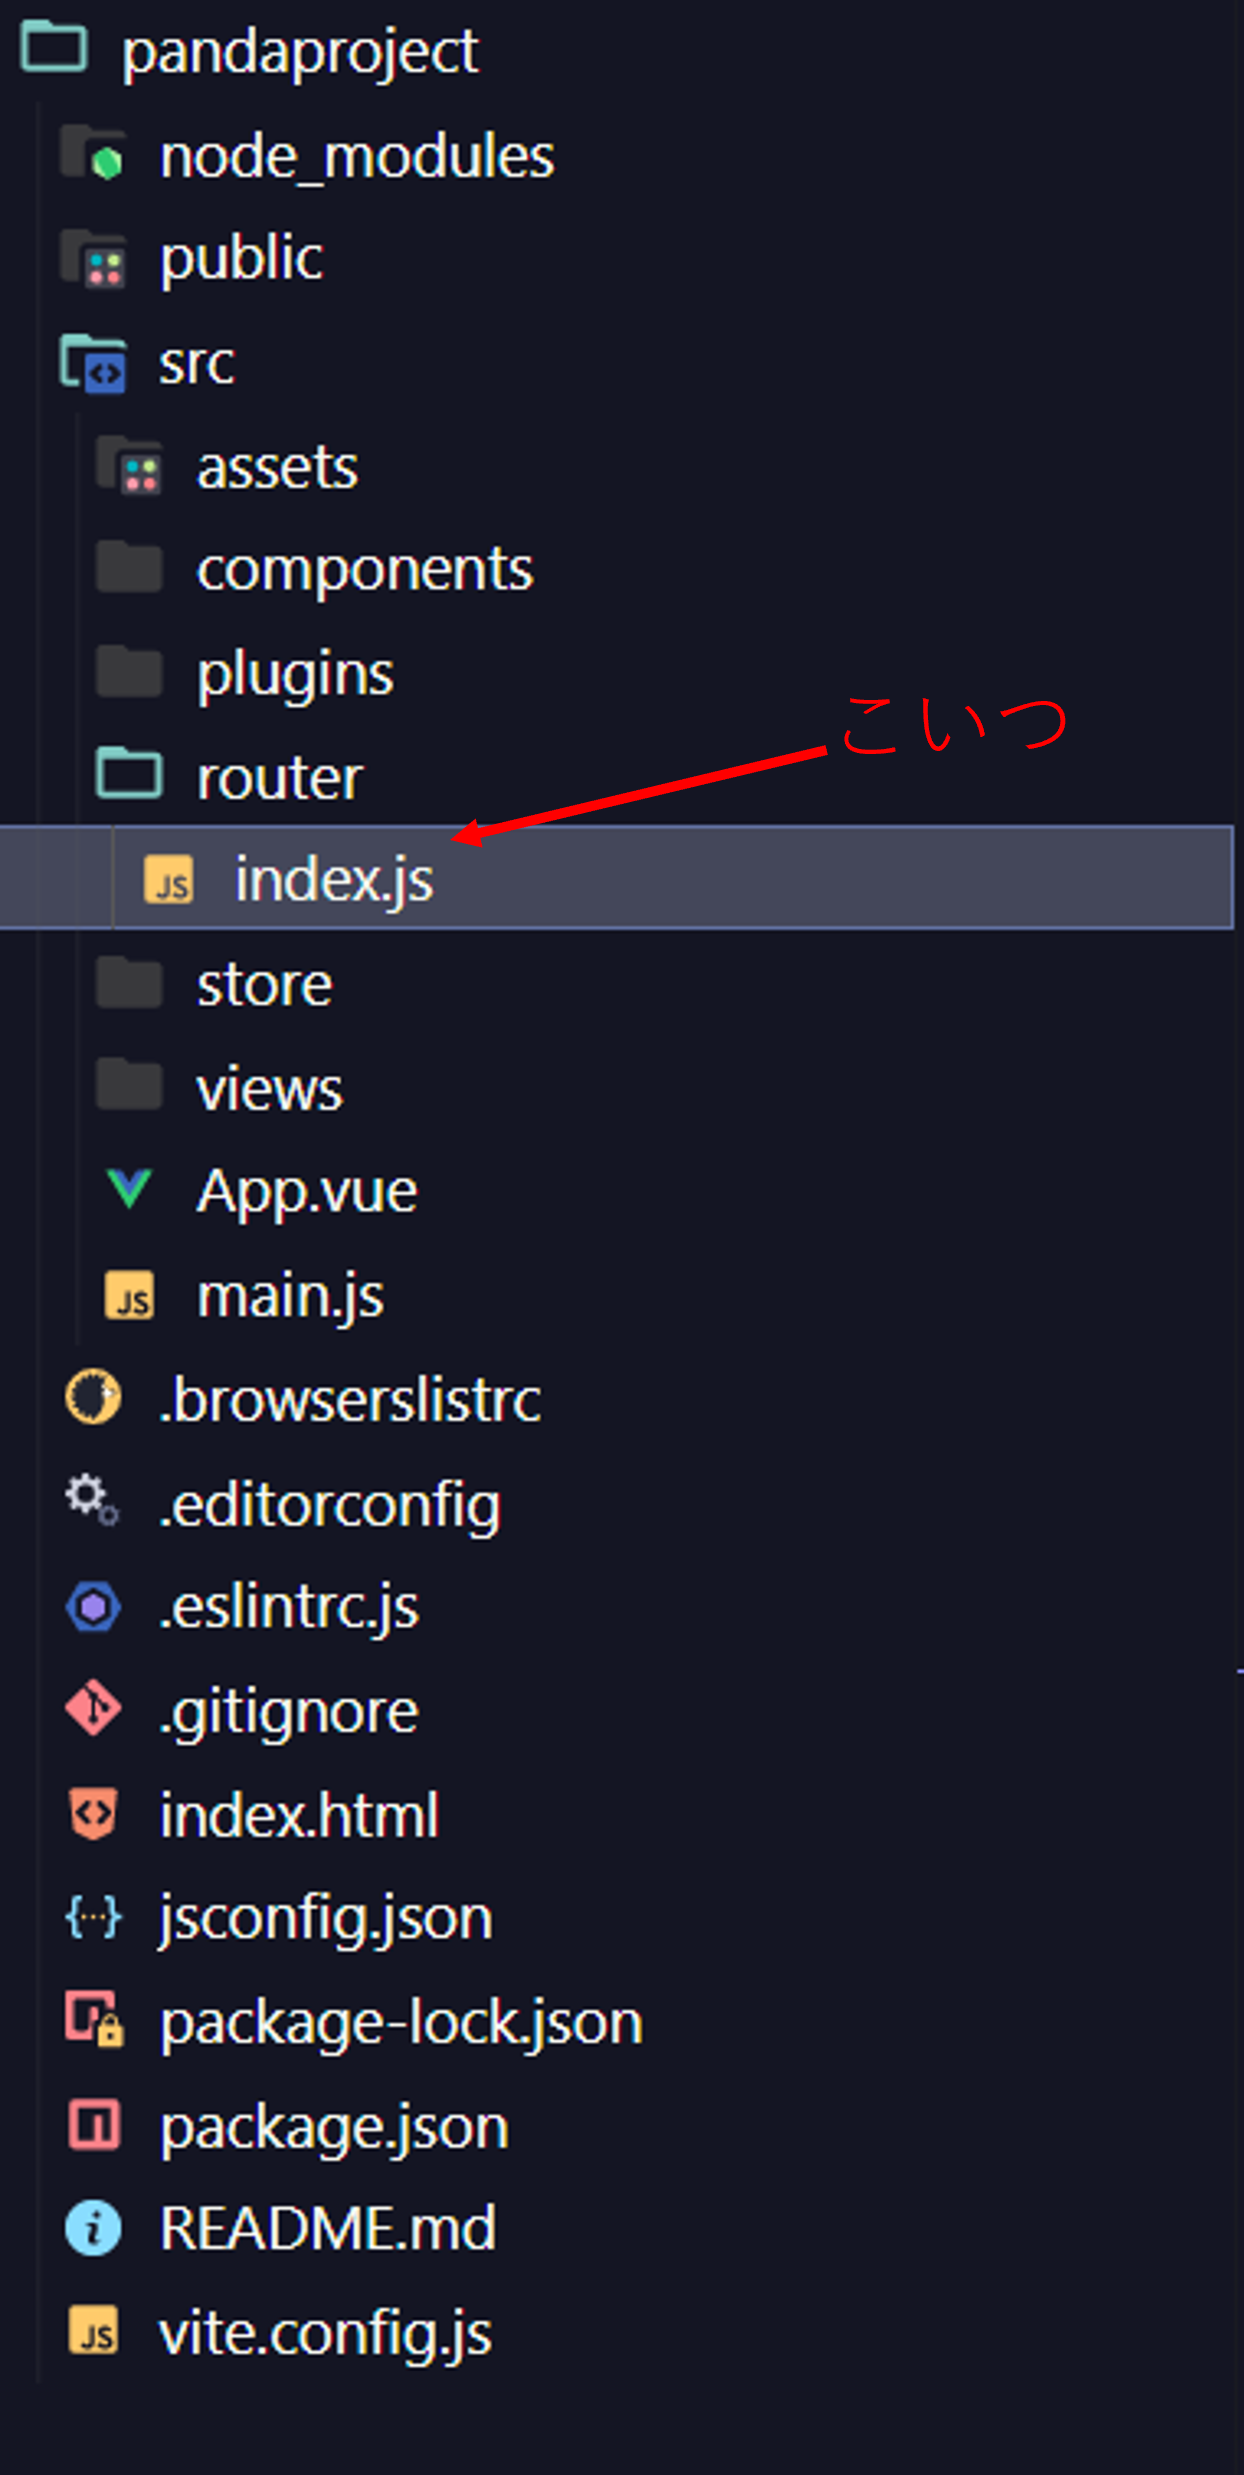 pandaproject
node_modules
public
src
assets
components
plugins
こいつ
router
JS index.js
store
views
App.vue
JS main.js
.browserslistrc
.editorconfig
.eslintrc.js
.gitignore
index.html
jsconfig.json
package-lock.json
package.json
README.md
JS vite.config.js